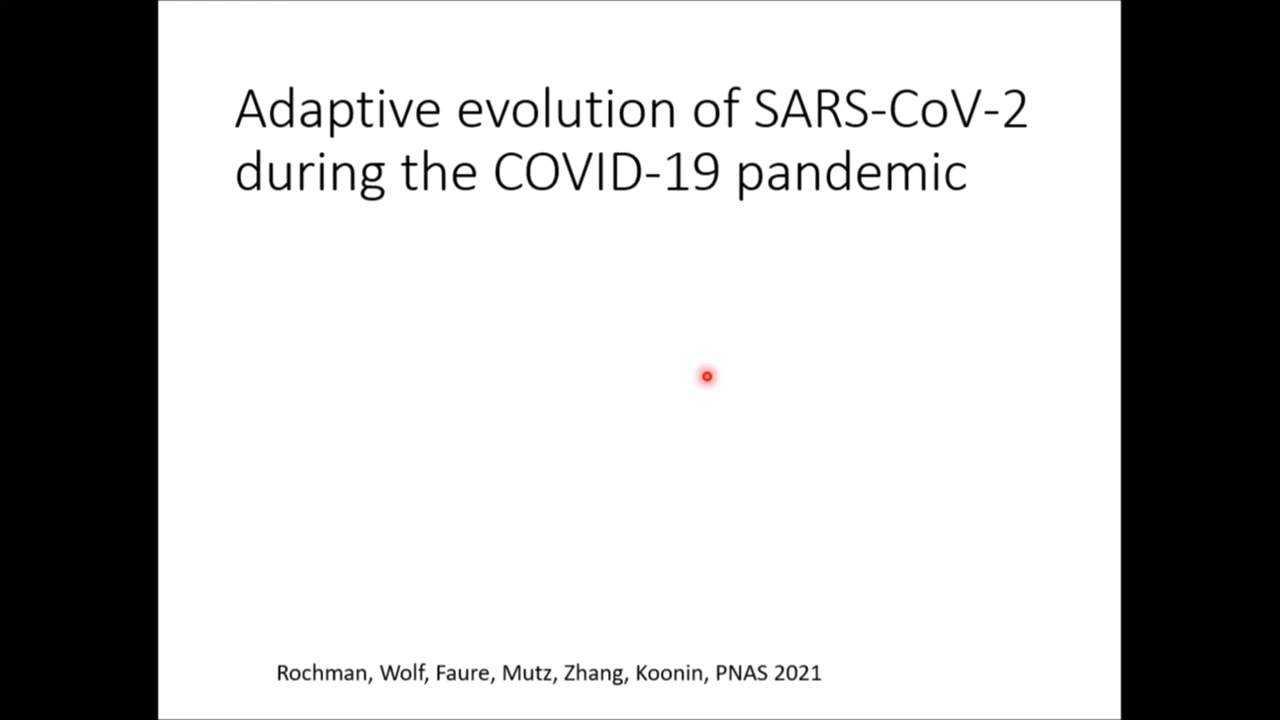 Adaptive evolution of SARS-CoV-2
during the COVID-19 pandemic
Rochman, Wolf, Faure, Mutz, Zhang, Koonin, PNAS 2021